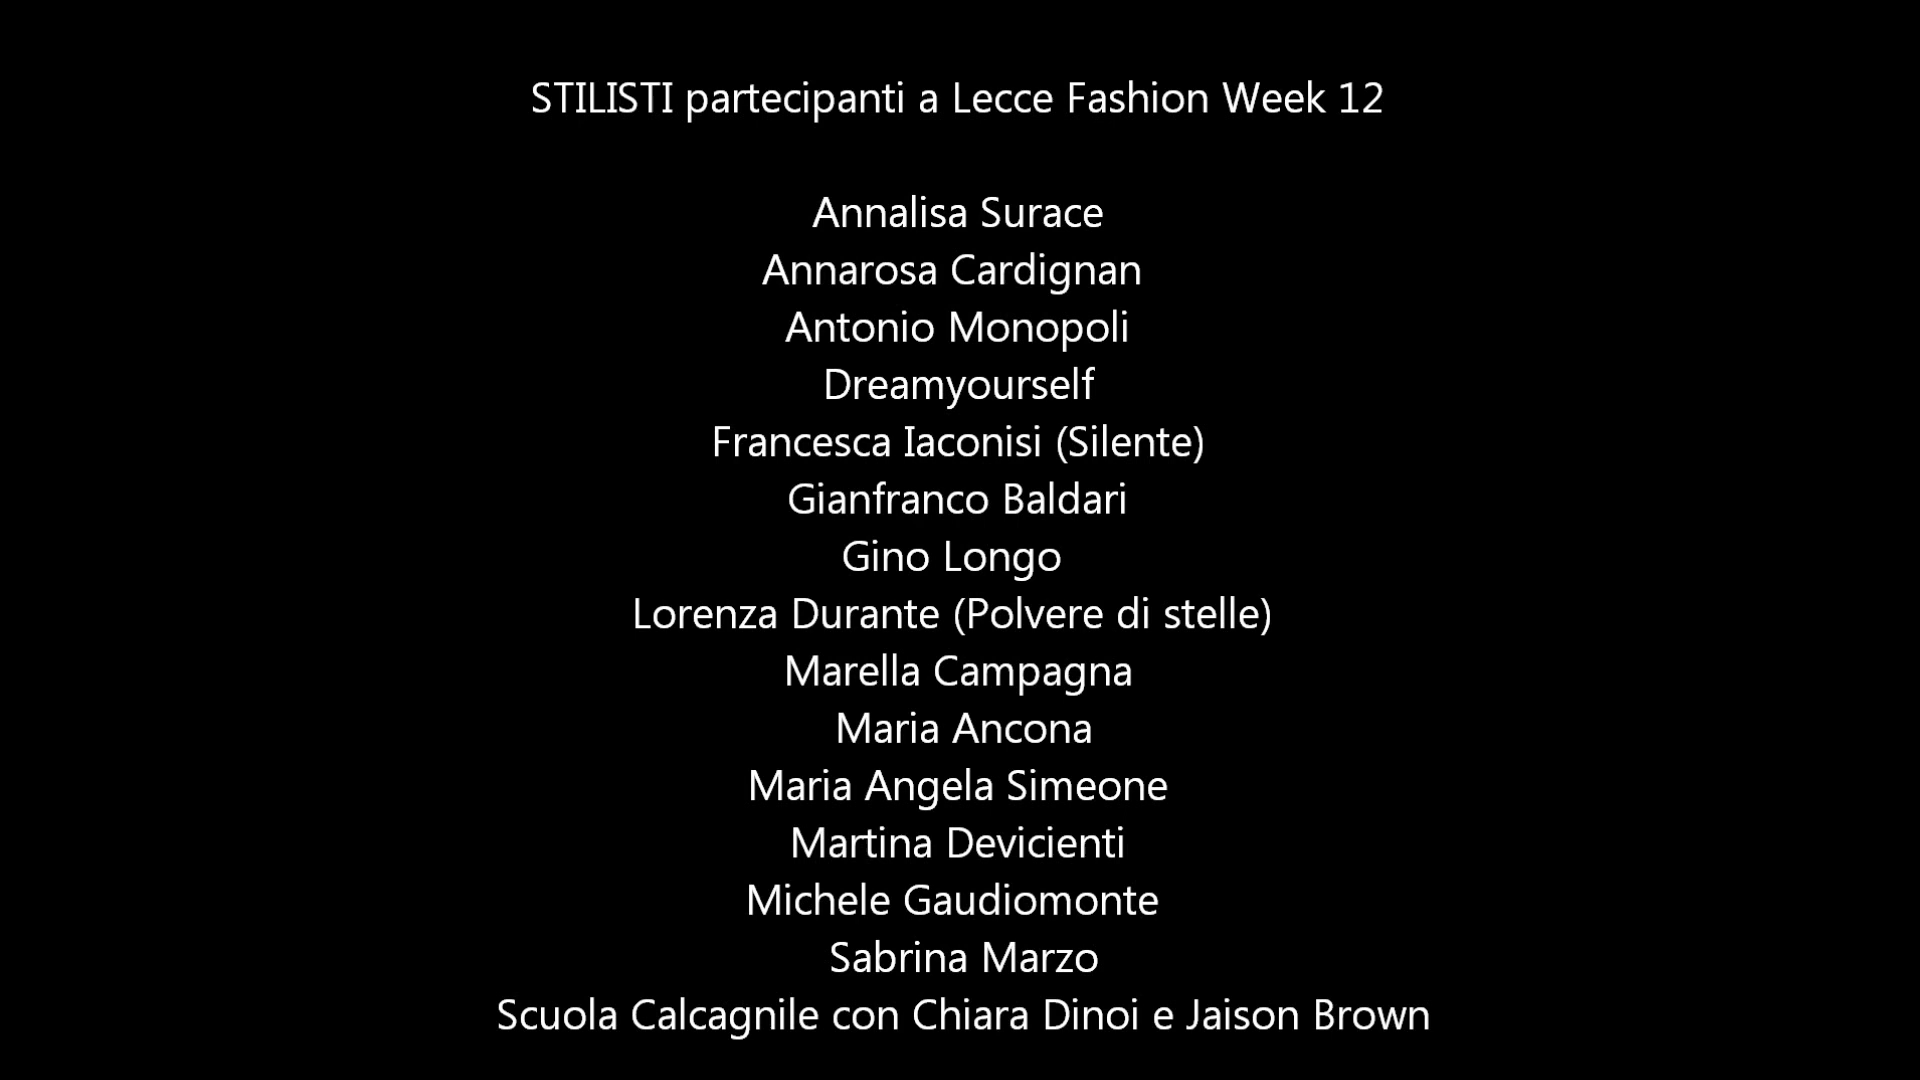 STILISTI partecipanti a Lecce Fashion Week 12
Annalisa Surace
Annarosa Cardignan
Antonio Monopoli
Dreamyourself
Francesca Iaconisi (Silente)
Gianfranco Baldari
Gino Longo
Lorenza Durante (Polvere di stelle)
Marella Campagna
Maria Ancona
Maria Angela Simeone
Martina Devicienti
Michele Gaudiomonte
Sabrina Marzo
Scuola Calcagnile con Chiara Dinoi e Jaison Brown